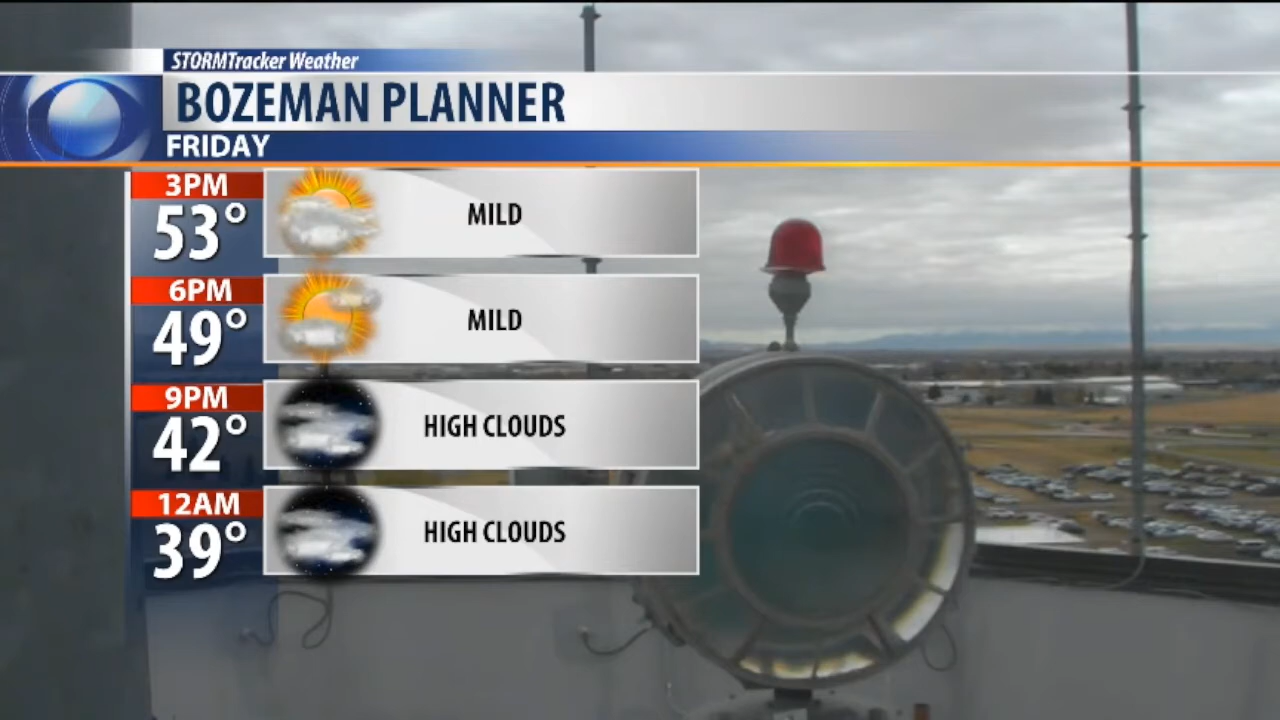 STORMTracker Weather
BOZEMAN PLANNER
FRIDAY
3PM
53°
MILD
6PM
49°
MILD
9PM
42°
HIGH CLOUDS
12AM
39°
HIGH CLOUDS